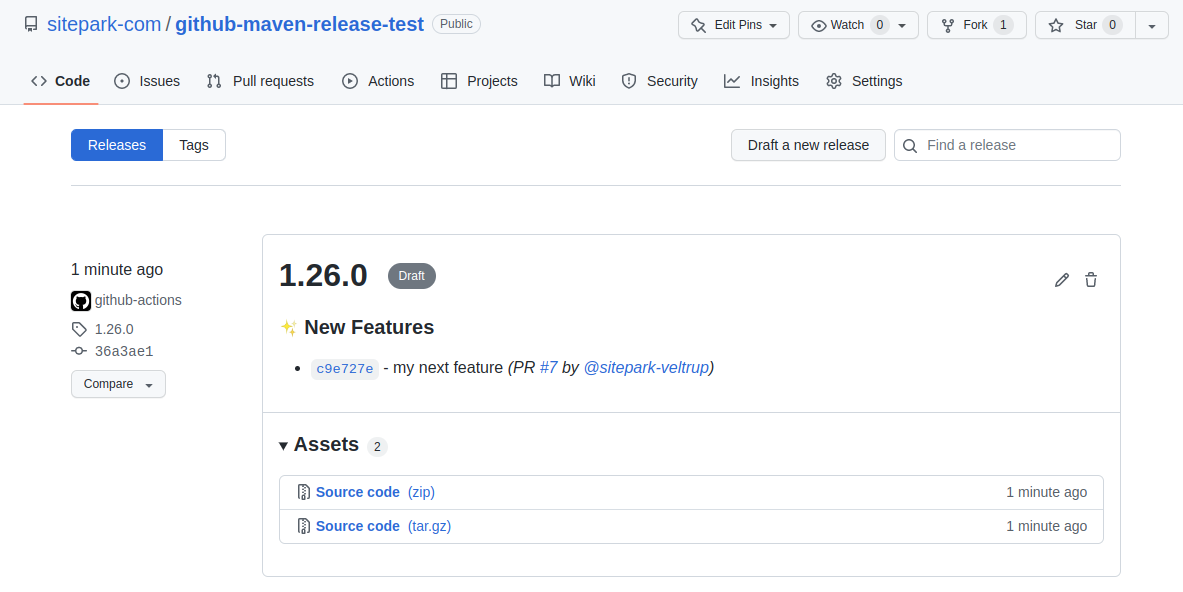 sitepark-com / github-maven-release-test Public Edit Pins Watch 0 Fork 1 Star 0
Code Issues Pull requests Actions Projects Wiki Security Insights Settings
Releases Tags Draft a new release Find a release
1 minute ago
github-actions
1.26.0
36a3ae1
Compare
1.26.0 Draft
✨ New Features
• c9e727e - my next feature (PR #7 by @sitepark-veltrup)
Assets 2
Source code (zip) 1 minute ago
Source code (tar.gz) 1 minute ago